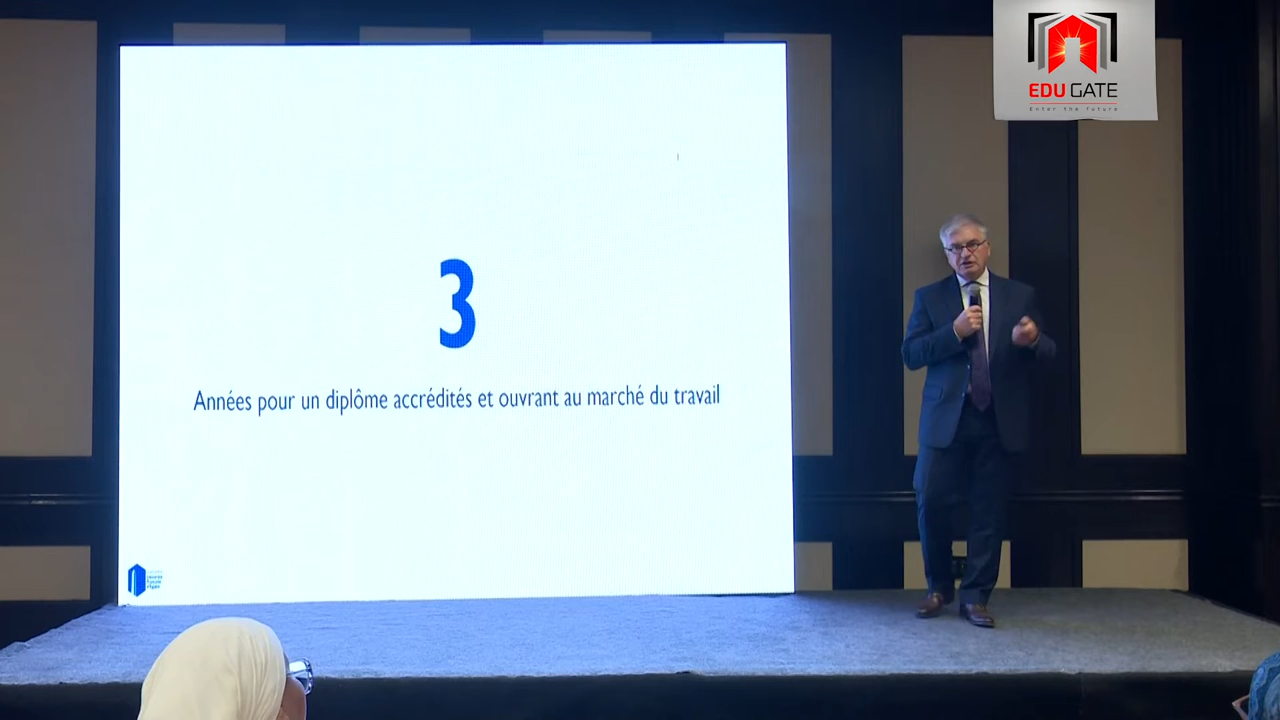 EDU GATE
Enter the future
3
Années pour un diplôme accrédités et ouvrant au marché du travail